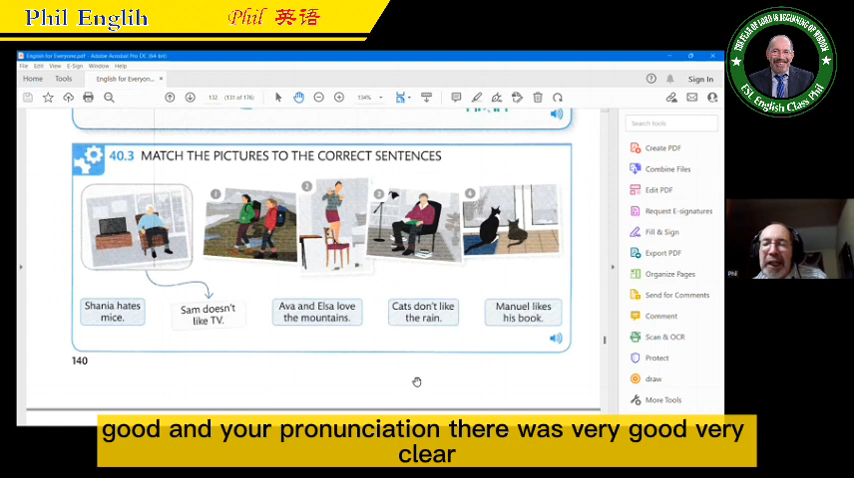 Phil Englih
Phil 英语
THE FEAR OF LORD IS BEGINNING OF WISDOM
ESL English Class Phil
English for Everyone.pdf - Adobe Acrobat Pro DC (64-bit)
File Edit View E-Sign Window Help
Home Tools English for Everyon... × Sign In
132 (131 of 176) 134%
40.3 MATCH THE PICTURES TO THE CORRECT SENTENCES
1 2 3 4
Shania hates
mice.
Sam doesn't
like TV.
Ava and Elsa love
the mountains.
Cats don't like
the rain.
Manuel likes
his book.
140
Search tools
Create PDF
Combine Files
Edit PDF
Request E-signatures
Fill & Sign
Export PDF
Organize Pages
Send for Comments
Comment
Scan & OCR
Protect
draw
More Tools
Phil
good and your pronunciation there was very good very
clear